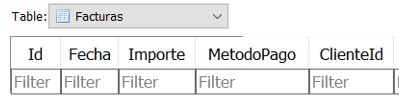 Table: Facturas
Id Fecha Importe MetodoPago ClienteId
Filter Filter Filter Filter Filter